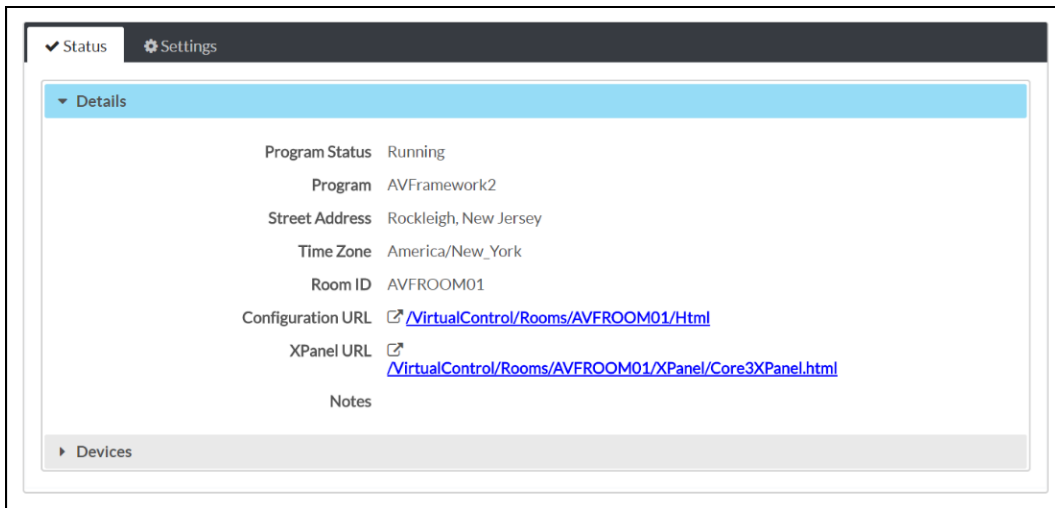 Status Settings
Details
Program Status Running
Program AVFramework2
Street Address Rockleigh, New Jersey
Time Zone America/New_York
Room ID AVFROOM01
Configuration URL /VirtualControl/Rooms/AVFROOM01/Html
XPanel URL
/VirtualControl/Rooms/AVFROOM01/XPanel/Core3XPanel.html
Notes
Devices